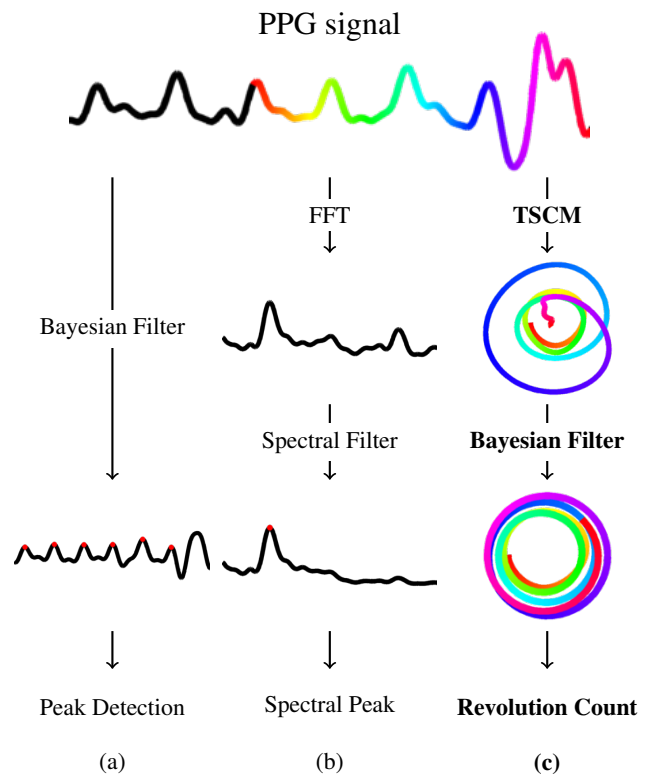 PPG signal
FFT
TSCM
Bayesian Filter
Spectral Filter
Bayesian Filter
Peak Detection
Spectral Peak
Revolution Count
(a)
(b)
(c)